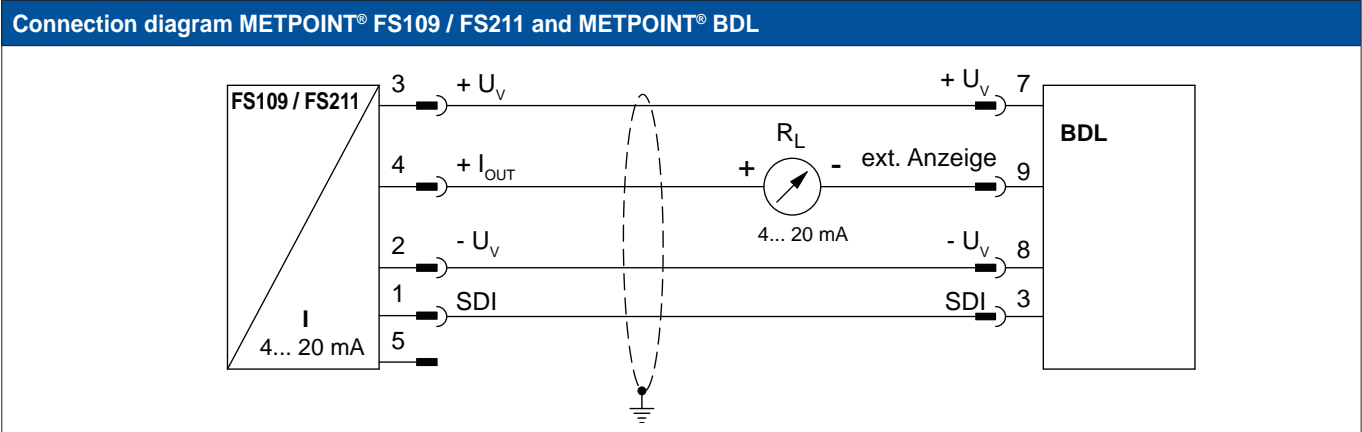 Connection diagram METPOINT® FS109 / FS211 and METPOINT® BDL
3 + UV + UV 7
FS109 / FS211
BDL
RL
4 + IOUT + - ext. Anzeige 9
4... 20 mA
2 - UV - UV 8
1 SDI SDI 3
I
4... 20 mA 5